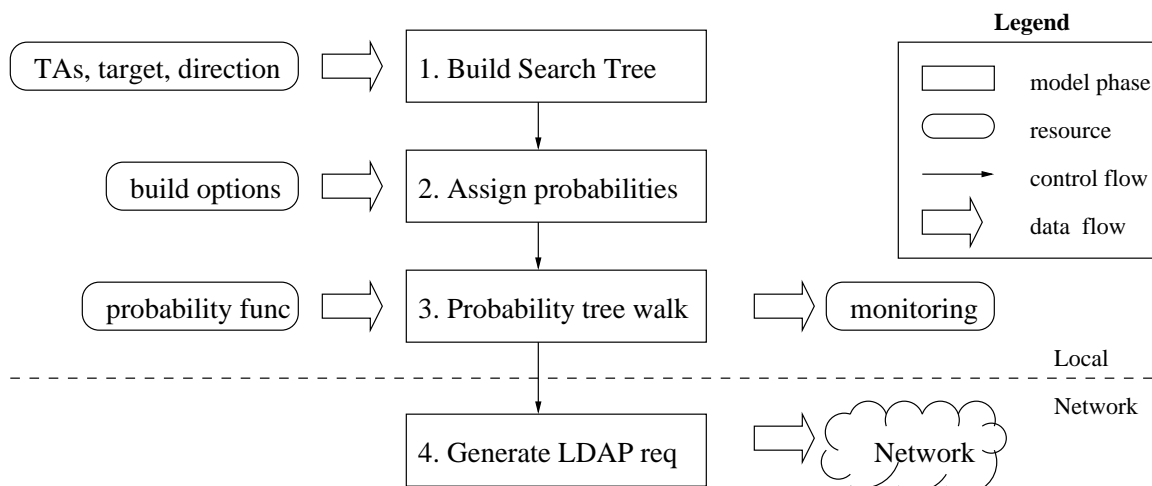 Legend
TAs, target, direction
1. Build Search Tree
model phase
resource
build options
2. Assign probabilities
control flow
data flow
probability func
3. Probability tree walk
monitoring
Local
Network
4. Generate LDAP req
Network